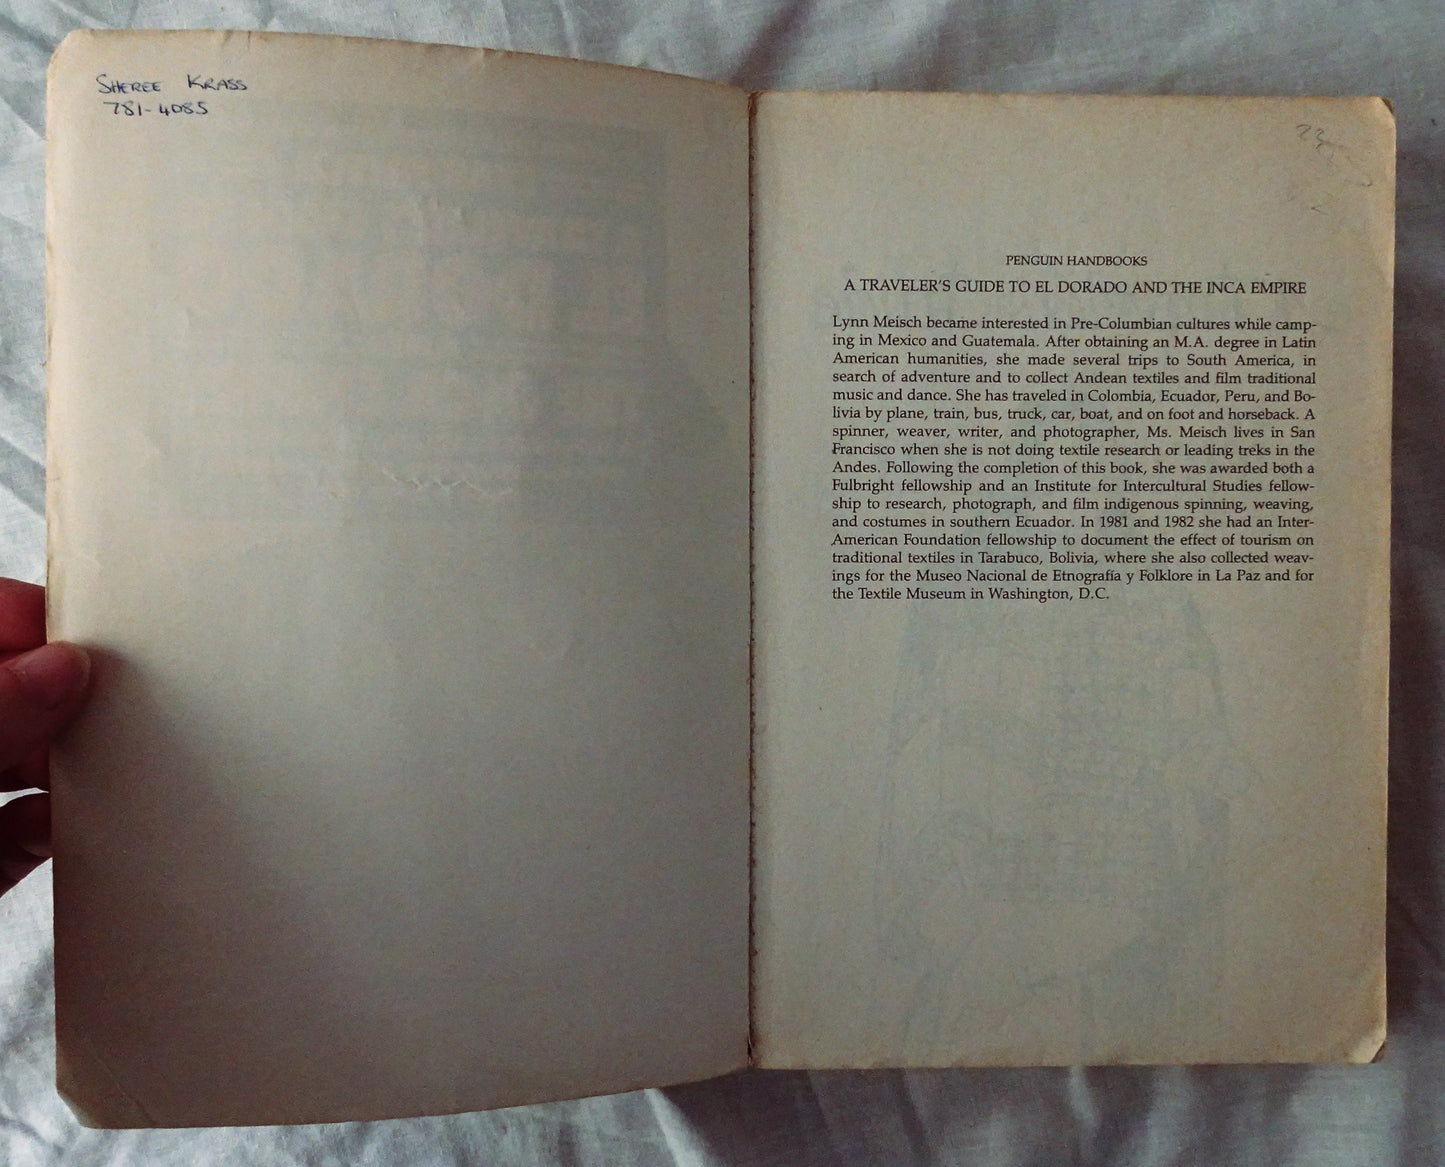 SHEREE KRASS
781-4085
PENGUIN HANDBOOKS
A TRAVELER'S GUIDE TO EL DORADO AND THE INCA EMPIRE
Lynn Meisch became interested in Pre-Columbian cultures while camp-
ing in Mexico and Guatemala. After obtaining an M.A. degree in Latin
American humanities, she made several trips to South America, in
search of adventure and to collect Andean textiles and film traditional
music and dance. She has traveled in Colombia, Ecuador, Peru, and Bo-
livia by plane, train, bus, truck, car, boat, and on foot and horseback. A
spinner, weaver, writer, and photographer, Ms. Meisch lives in San
Francisco when she is not doing textile research or leading treks in the
Andes. Following the completion of this book, she was awarded both a
Fulbright fellowship and an Institute for Intercultural Studies fellow-
ship to research, photograph, and film indigenous spinning, weaving,
and costumes in southern Ecuador. In 1981 and 1982 she had an Inter-
American Foundation fellowship to document the effect of tourism on
traditional textiles in Tarabuco, Bolivia, where she also collected weav-
ings for the Museo Nacional de Etnografía y Folklore in La Paz and for
the Textile Museum in Washington, D.C.